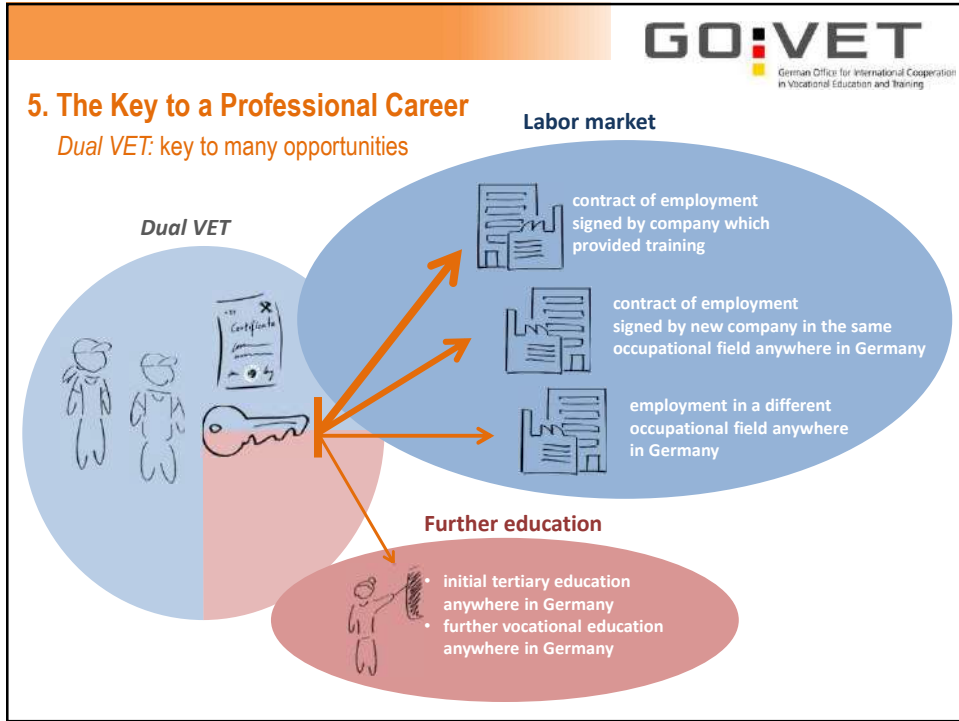 GO:VET
German Office for International Cooperation
in Vocational Education and Training
5. The Key to a Professional Career
Dual VET: key to many opportunities
Labor market
contract of employment
signed by company which
provided training
Dual VET
Certificate
contract of employment
signed by new company in the same
occupational field anywhere in Germany
employment in a different
occupational field anywhere
in Germany
Further education
• initial tertiary education
anywhere in Germany
• further vocational education
anywhere in Germany